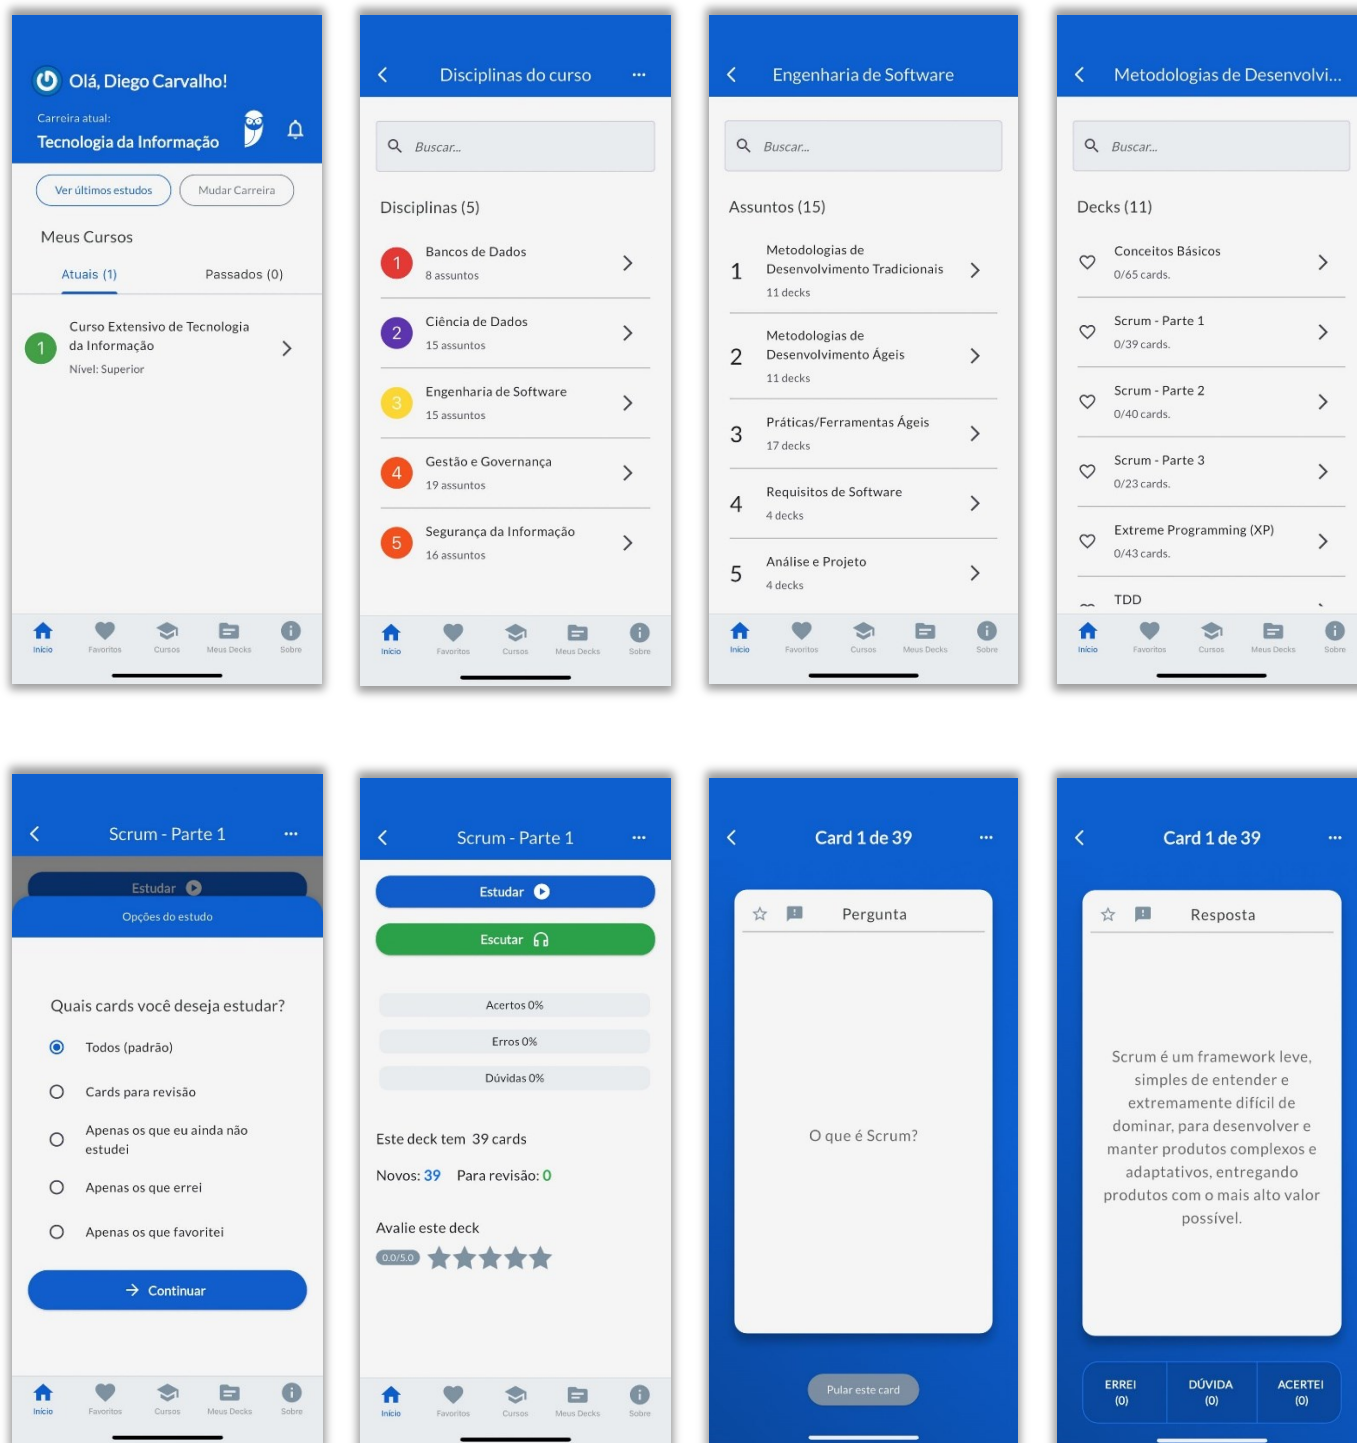 Olá, Diego Carvalho!
Carreira atual:
Tecnologia da Informação
Ver últimos estudos
Mudar Carreira
Meus Cursos
Atuais (1)
Passados (0)
1
Curso Extensivo de Tecnologia
da Informação
Nível: Superior
Início
Favoritos
Cursos
Meus Decks
Sobre
Disciplinas do curso
Buscar...
Disciplinas (5)
1
Bancos de Dados
8 assuntos
2
Ciência de Dados
15 assuntos
3
Engenharia de Software
15 assuntos
4
Gestão e Governança
19 assuntos
5
Segurança da Informação
16 assuntos
Início
Favoritos
Cursos
Meus Decks
Sobre
Engenharia de Software
Buscar...
Assuntos (15)
1
Metodologias de
Desenvolvimento Tradicionais
11 decks
2
Metodologias de
Desenvolvimento Ágeis
11 decks
3
Práticas/Ferramentas Ágeis
17 decks
4
Requisitos de Software
4 decks
5
Análise e Projeto
4 decks
Início
Favoritos
Cursos
Meus Decks
Sobre
Metodologias de Desenvolvi...
Buscar...
Decks (11)
Conceitos Básicos
0/65 cards.
Scrum - Parte 1
0/39 cards.
Scrum - Parte 2
0/40 cards.
Scrum - Parte 3
0/23 cards.
Extreme Programming (XP)
0/43 cards.
TDD
Início
Favoritos
Cursos
Meus Decks
Sobre
Scrum - Parte 1
Estudar
Opções do estudo
Quais cards você deseja estudar?
Todos (padrão)
Cards para revisão
Apenas os que eu ainda não
estudei
Apenas os que errei
Apenas os que favoritei
→ Continuar
Início
Favoritos
Cursos
Meus Decks
Sobre
Scrum - Parte 1
Estudar
Escutar
Acertos 0%
Erros 0%
Dúvidas 0%
Este deck tem 39 cards
Novos: 39 Para revisão: 0
Avalie este deck
0.0/5.0
Início
Favoritos
Cursos
Meus Decks
Sobre
Card 1 de 39
Pergunta
O que é Scrum?
Pular este card
Card 1 de 39
Resposta
Scrum é um framework leve,
simples de entender e
extremamente difícil de
dominar, para desenvolver e
manter produtos complexos e
adaptativos, entregando
produtos com o mais alto valor
possível.
ERREI
(0)
DÚVIDA
(0)
ACERTEI
(0)